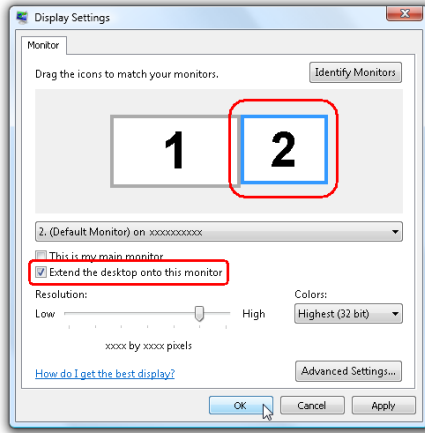 Display Settings
Monitor
Drag the icons to match your monitors.
Identify Monitors
1
2
2. (Default Monitor) on xxxxxxxxxx
This is my main monitor
Extend the desktop onto this monitor
Resolution:
Colors:
Low
High
Highest (32 bit)
xxxx by xxxx pixels
How do I get the best display?
Advanced Settings...
OK
Cancel
Apply